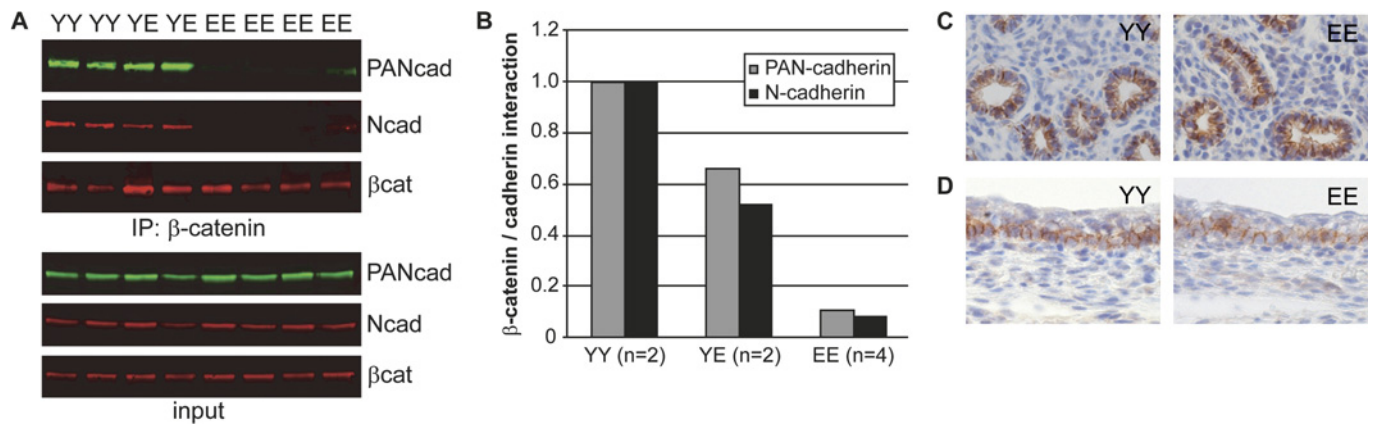 A
YY YY YE YE EE EE EE EE
PANcad
Ncad
βcat
IP: β-catenin
PANcad
Ncad
βcat
input
B
β-catenin / cadherin interaction
1.2
1.0
0.8
0.6
0.4
0.2
0
PAN-cadherin
N-cadherin
YY (n=2) YE (n=2) EE (n=4)
C
YY
EE
D
YY
EE